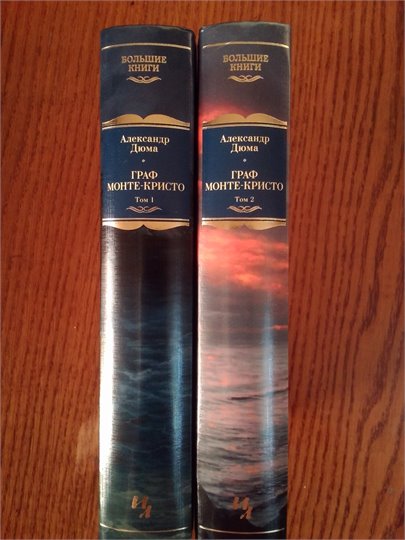 БОЛЬШИЕ
КНИГИ
Александр
Дюма
ГРАФ
МОНТЕ-КРИСТО
Том 1
БОЛЬШИЕ
КНИГИ
Александр
Дюма
ГРАФ
МОНТЕ-КРИСТО
Том 2